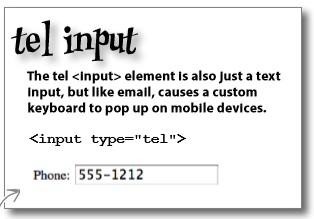 tel input
The tel <input> element is also just a text
input, but like email, causes a custom
keyboard to pop up on mobile devices.
<input type="tel">
Phone: 555-1212